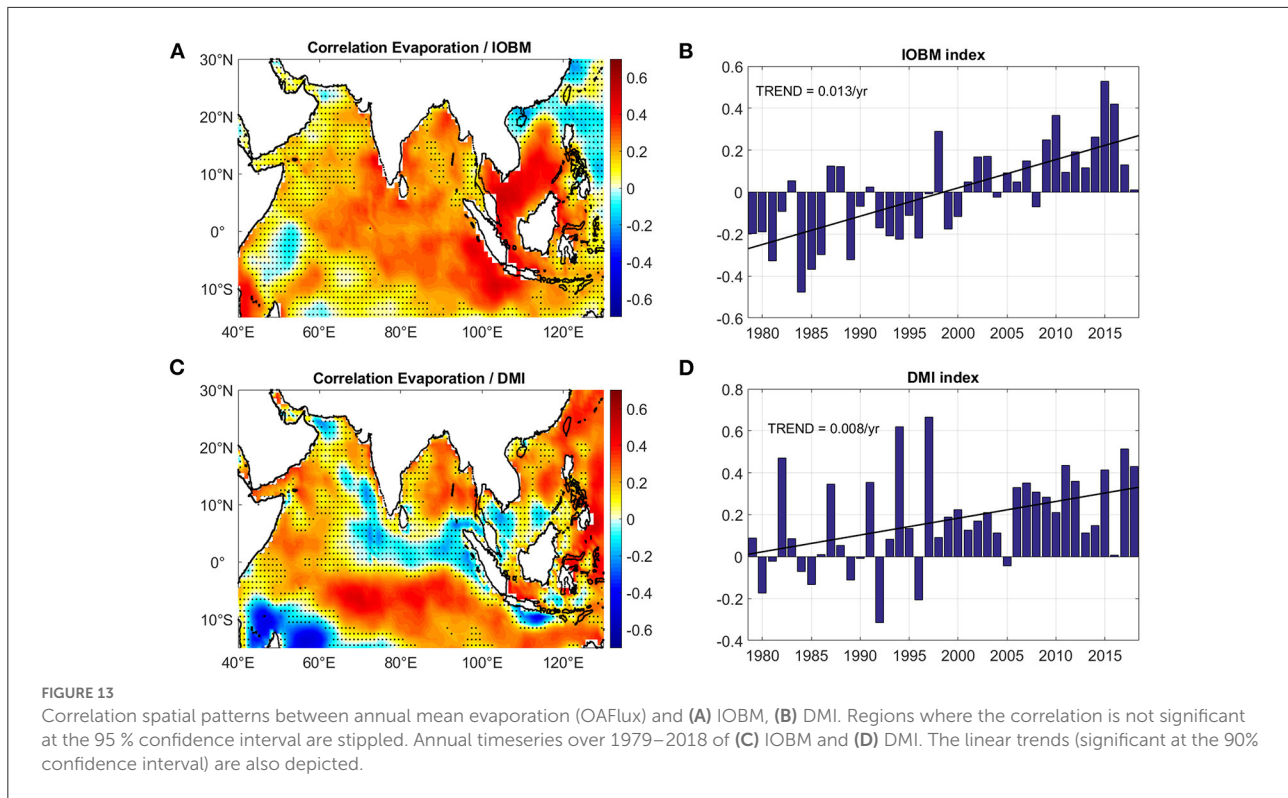 A
Correlation Evaporation / IOBM
30°N
20°N
10°N
0°
10°S
40°E 60°E 80°E 100°E 120°E
0.6
0.4
0.2
0
-0.2
-0.4
-0.6
B
IOBM index
TREND = 0.013/yr
0.6
0.4
0.2
0
-0.2
-0.4
-0.6
1980 1985 1990 1995 2000 2005 2010 2015
C
Correlation Evaporation / DMI
30°N
20°N
10°N
0°
10°S
40°E 60°E 80°E 100°E 120°E
0.6
0.4
0.2
0
-0.2
-0.4
-0.6
D
DMI index
TREND = 0.008/yr
0.8
0.6
0.4
0.2
0
-0.2
-0.4
1980 1985 1990 1995 2000 2005 2010 2015
FIGURE 13
Correlation spatial patterns between annual mean evaporation (OAFlux) and (A) IOBM, (B) DMI. Regions where the correlation is not significant
at the 95 % confidence interval are stippled. Annual timeseries over 1979–2018 of (C) IOBM and (D) DMI. The linear trends (significant at the 90%
confidence interval) are also depicted.